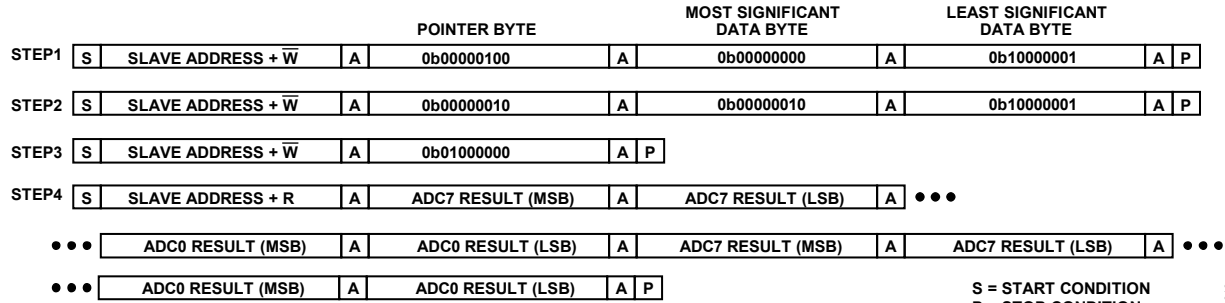 POINTER BYTE MOST SIGNIFICANT DATA BYTE LEAST SIGNIFICANT DATA BYTE
STEP1 S SLAVE ADDRESS + W̅ A 0b00000100 A 0b00000000 A 0b10000001 A P
STEP2 S SLAVE ADDRESS + W̅ A 0b00000010 A 0b00000010 A 0b10000001 A P
STEP3 S SLAVE ADDRESS + W̅ A 0b01000000 A P
STEP4 S SLAVE ADDRESS + R A ADC7 RESULT (MSB) A ADC7 RESULT (LSB) A •••
••• ADC0 RESULT (MSB) A ADC0 RESULT (LSB) A ADC7 RESULT (MSB) A ADC7 RESULT (LSB) A •••
••• ADC0 RESULT (MSB) A ADC0 RESULT (LSB) A P
S = START CONDITION